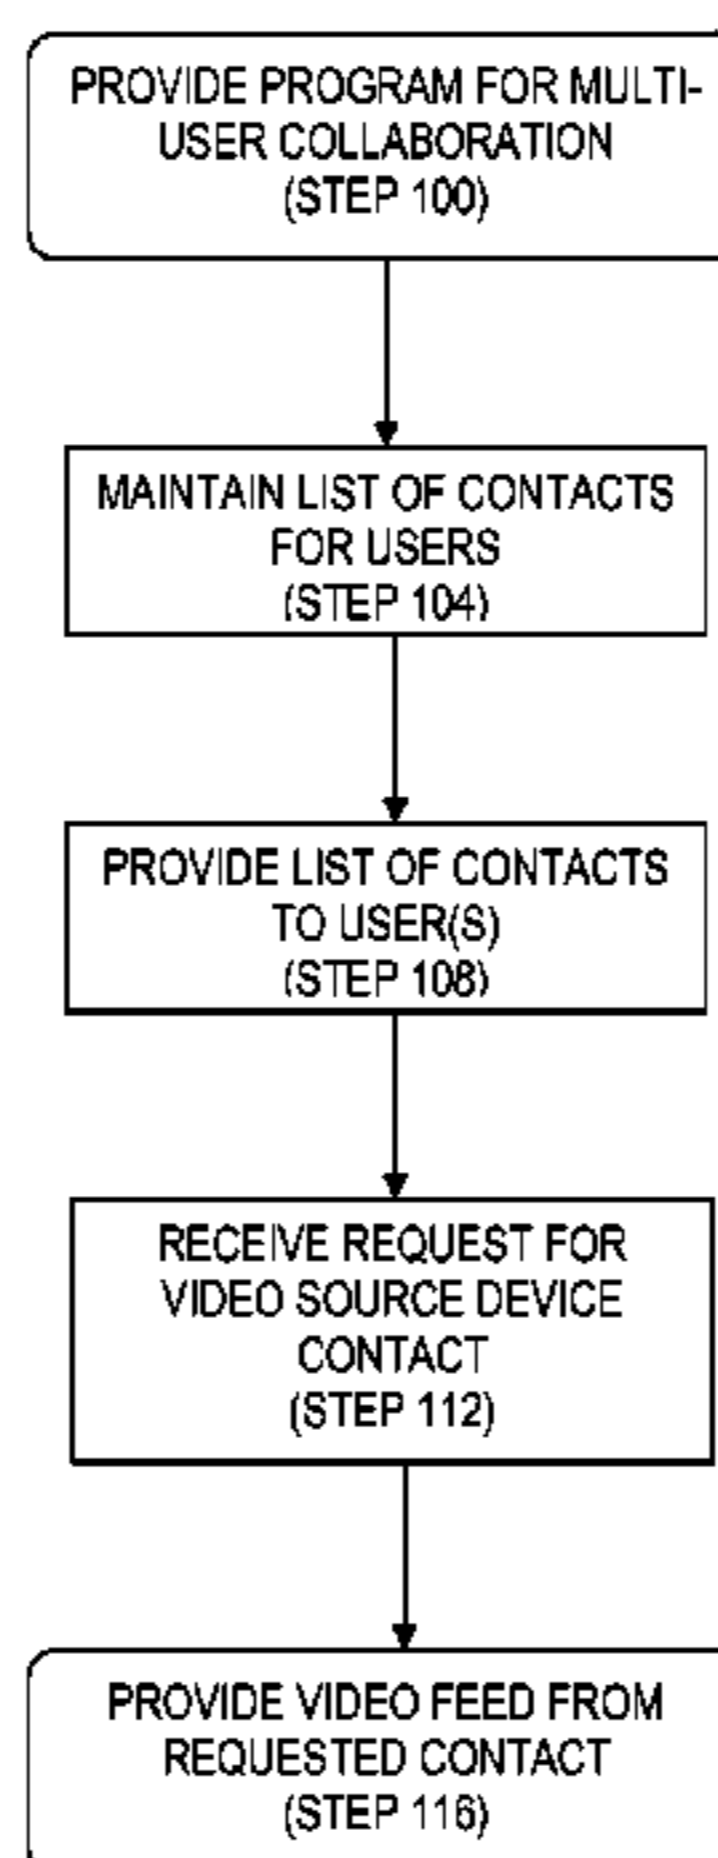 PROVIDE PROGRAM FOR MULTI-
USER COLLABORATION
(STEP 100)
MAINTAIN LIST OF CONTACTS
FOR USERS
(STEP 104)
PROVIDE LIST OF CONTACTS
TO USER(S)
(STEP 108)
RECEIVE REQUEST FOR
VIDEO SOURCE DEVICE
CONTACT
(STEP 112)
PROVIDE VIDEO FEED FROM
REQUESTED CONTACT
(STEP 116)